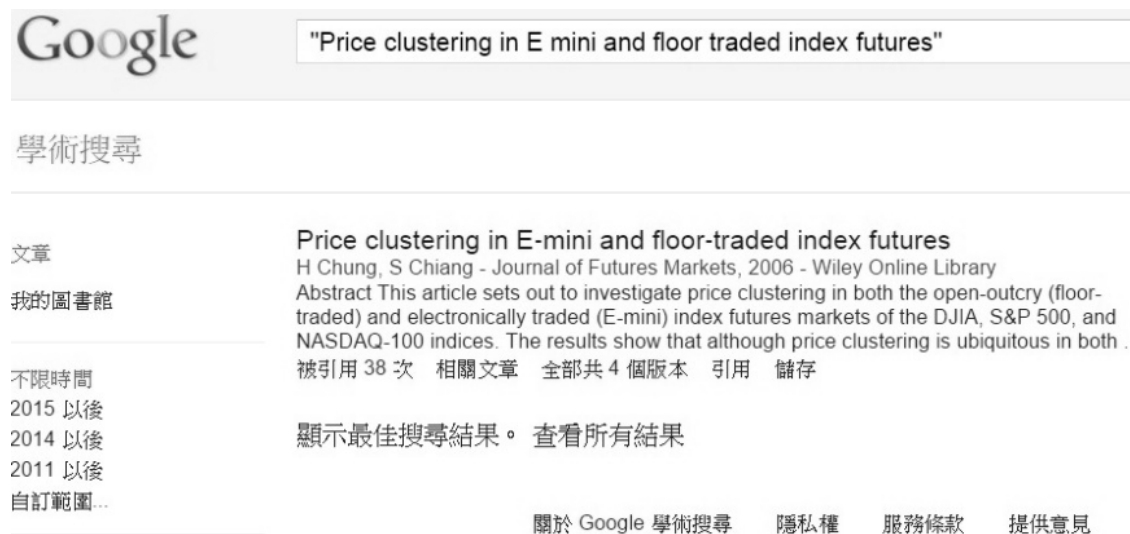 Google
"Price clustering in E mini and floor traded index futures"
學術搜尋
文章
我的圖書館
不限時間
2015 以後
2014 以後
2011 以後
自訂範圍...
Price clustering in E-mini and floor-traded index futures
H Chung, S Chiang - Journal of Futures Markets, 2006 - Wiley Online Library
Abstract This article sets out to investigate price clustering in both the open-outcry (floor-
traded) and electronically traded (E-mini) index futures markets of the DJIA, S&P 500, and
NASDAQ-100 indices. The results show that although price clustering is ubiquitous in both .
被引用 38 次 相關文章 全部共 4 個版本 引用 儲存
顯示最佳搜尋結果。 查看所有結果
關於 Google 學術搜尋 隱私權 服務條款 提供意見